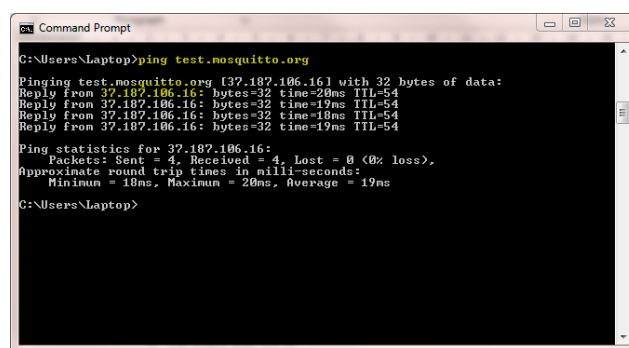 Command Prompt
C:\Users\Laptop>ping test.mosquitto.org
Pinging test.mosquitto.org [37.187.106.16] with 32 bytes of data:
Reply from 37.187.106.16: bytes=32 time=20ms TTL=54
Reply from 37.187.106.16: bytes=32 time=19ms TTL=54
Reply from 37.187.106.16: bytes=32 time=18ms TTL=54
Reply from 37.187.106.16: bytes=32 time=19ms TTL=54
Ping statistics for 37.187.106.16:
Packets: Sent = 4, Received = 4, Lost = 0 (0% loss),
Approximate round trip times in milli-seconds:
Minimum = 18ms, Maximum = 20ms, Average = 19ms
C:\Users\Laptop>